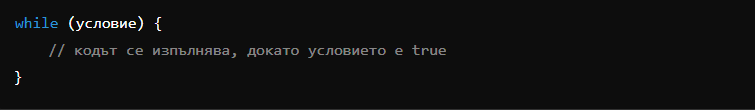 while (условие) {
    // кодът се изпълнява, докато условието е true
}